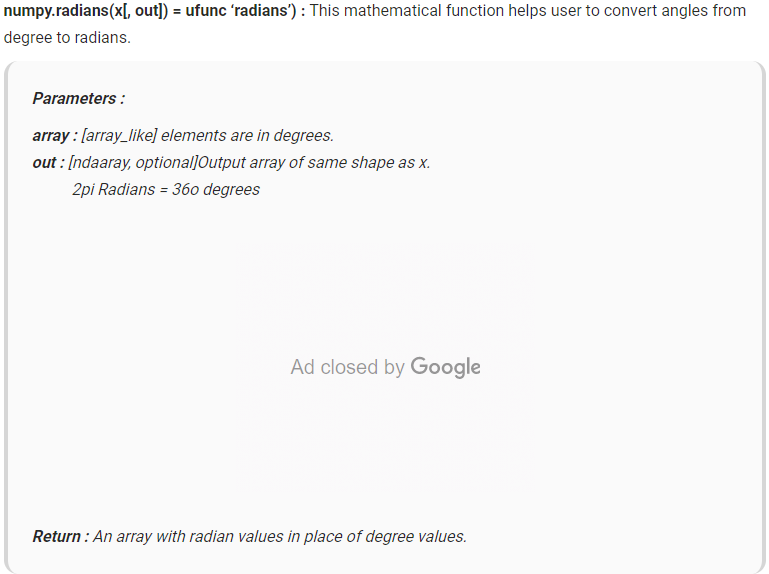 numpy.radians(x[, out]) = ufunc ‘radians’) : This mathematical function helps user to convert angles from
degree to radians.
Parameters :
array : [array_like] elements are in degrees.
out : [ndaaray, optional]Output array of same shape as x.
2pi Radians = 36o degrees
Ad closed by Google
Return : An array with radian values in place of degree values.